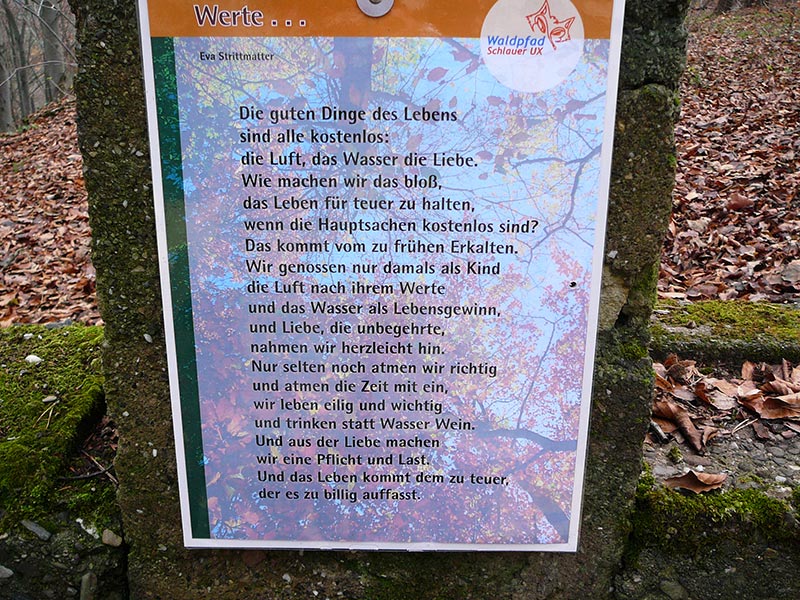 Werte . . .
Waldpfad
Schlauer UX
Eva Strittmatter
Die guten Dinge des Lebens
sind alle kostenlos:
die Luft, das Wasser die Liebe.
Wie machen wir das bloß,
das Leben für teuer zu halten,
wenn die Hauptsachen kostenlos sind?
Das kommt vom zu frühen Erkalten.
Wir genossen nur damals als Kind
die Luft nach ihrem Werte
und das Wasser als Lebensgewinn,
und Liebe, die unbegehrte,
nahmen wir herzleicht hin.
Nur selten noch atmen wir richtig
und atmen die Zeit mit ein,
wir leben eilig und wichtig
und trinken statt Wasser Wein.
Und aus der Liebe machen
wir eine Pflicht und Last.
Und das Leben kommt dem zu teuer,
der es zu billig auffasst.